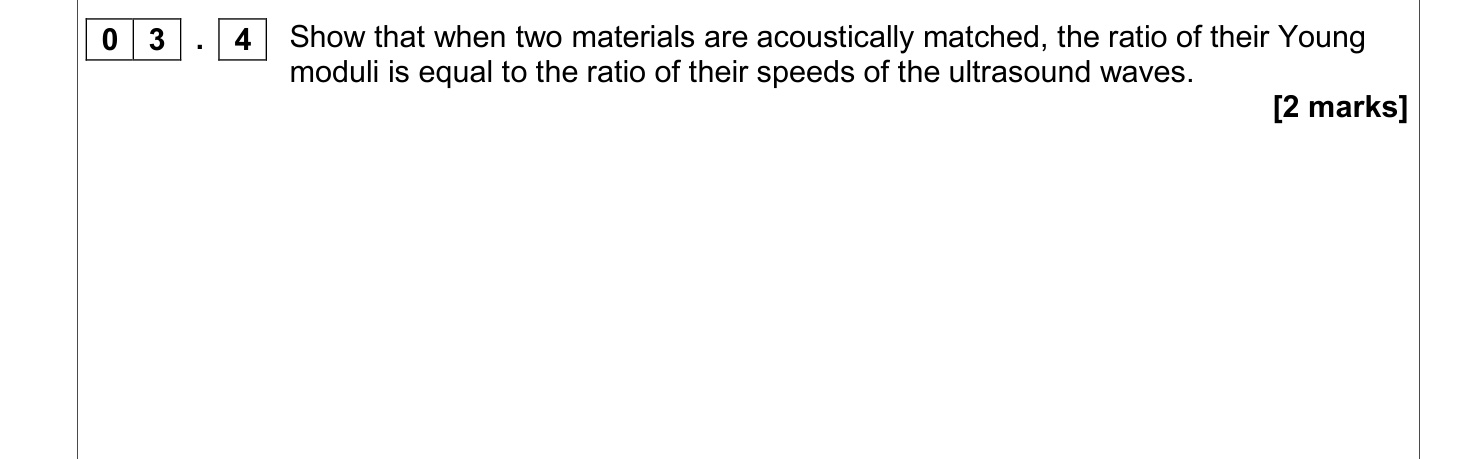 0 3 . 4 Show that when two materials are acoustically matched, the ratio of their Young
moduli is equal to the ratio of their speeds of the ultrasound waves.
[2 marks]